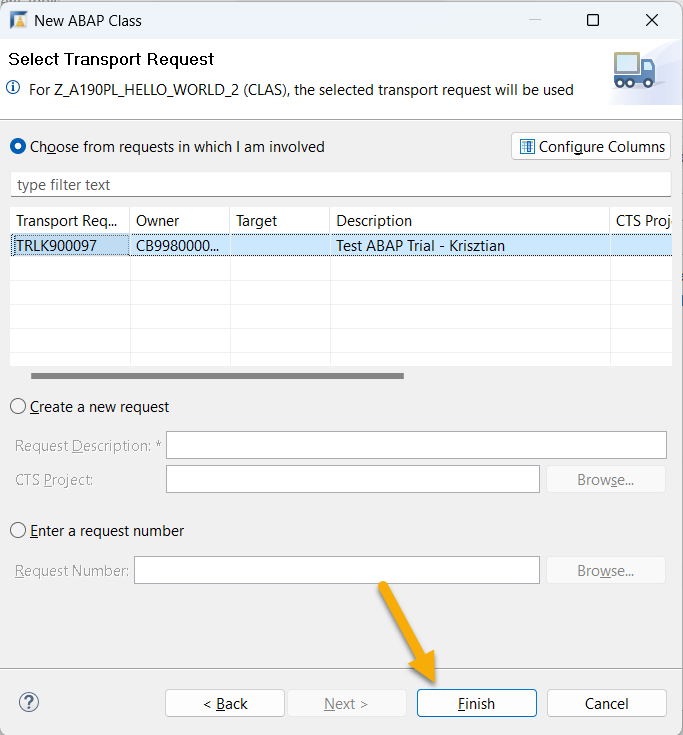 New ABAP Class
Select Transport Request
For Z_A190PL_HELLO_WORLD_2 (CLAS), the selected transport request will be used
Choose from requests in which I am involved
Configure Columns
type filter text
Transport Req... Owner Target Description CTS Proj
TRLK900097 CB9980000... Test ABAP Trial - Krisztian
Create a new request
Request Description: *
CTS Project: Browse...
Enter a request number
Request Number: Browse...
? < Back Next > Finish Cancel